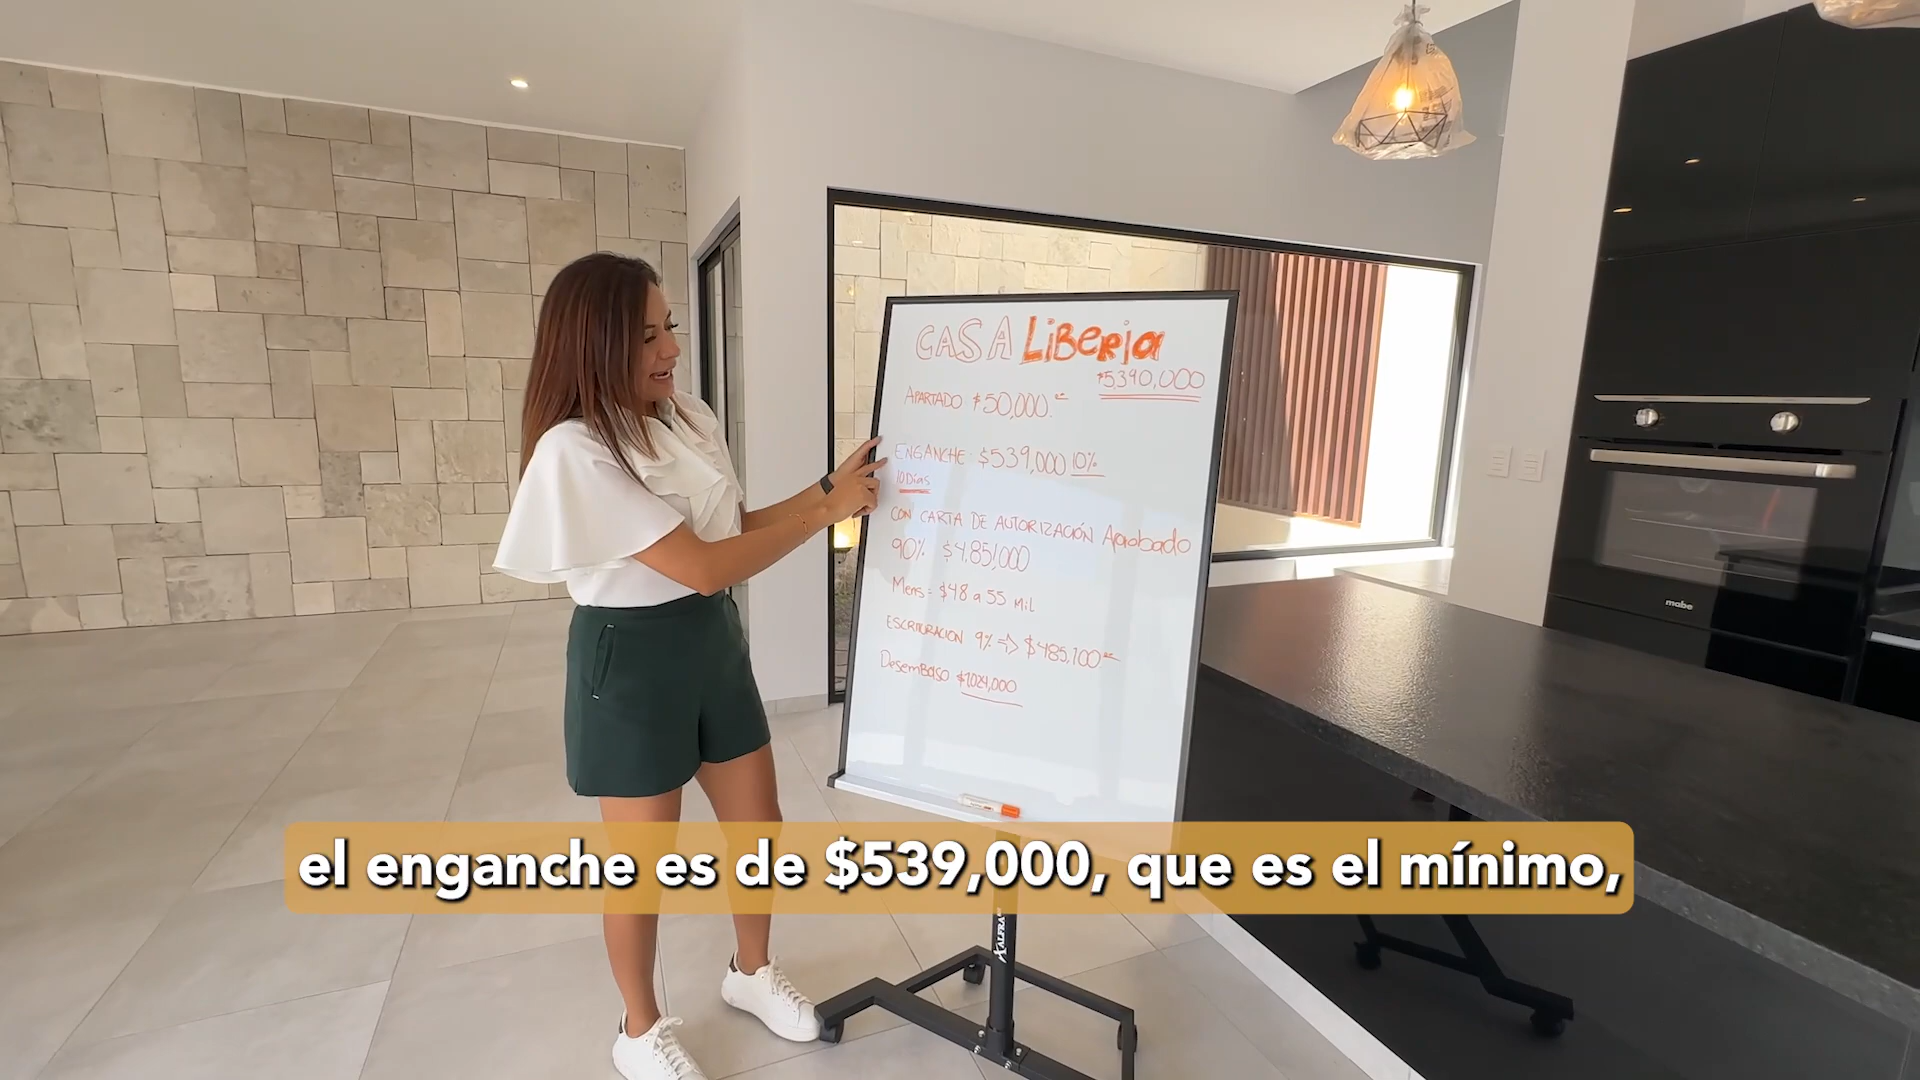 CASA LiBERia
$5,390,000
APARTADO $50,000.
ENGANCHE $539,000 10%
10 Días
CON CARTA DE AUTORIZACIÓN Aprobado
90% $4,851,000
Mens: $48 a 55 MiL
ESCRITURACION 9% => $485,100
DesemBolso $1,024,000
mabe
el enganche es de $539,000, que es el mínimo,
ALFRA